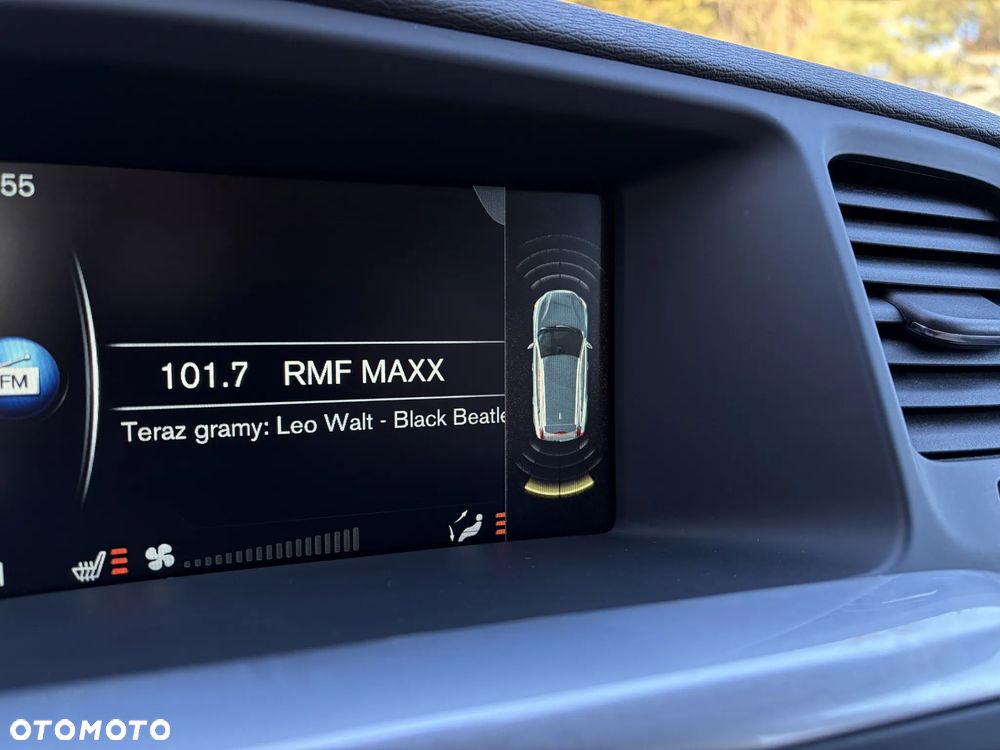 55
FM
101.7 RMF MAXX
Teraz gramy: Leo Walt - Black Beatle
OTOMOTO